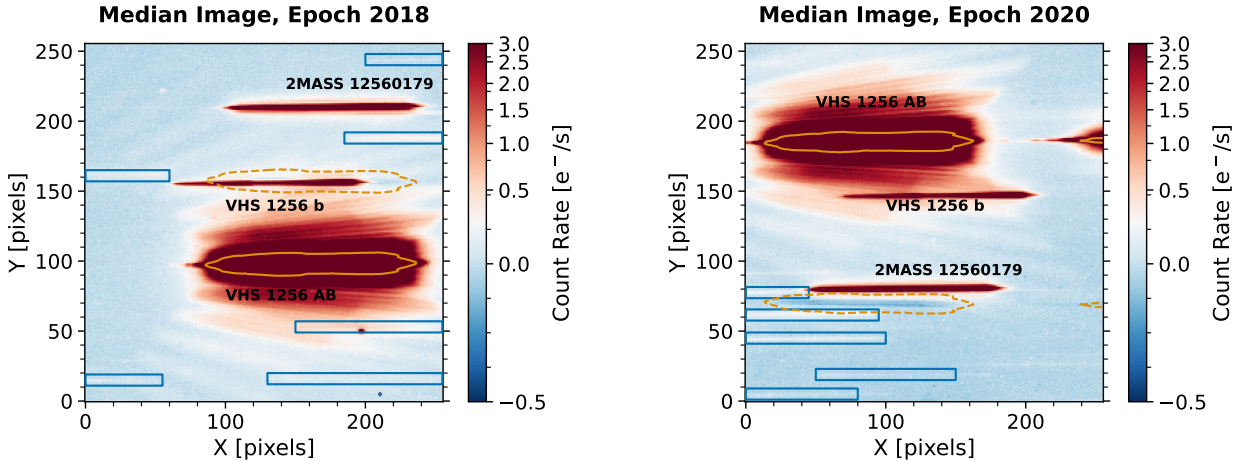 Median Image, Epoch 2018
250
200
150
100
50
0
0
100
200
X [pixels]
Y [pixels]
2MASS 12560179
VHS 1256 b
VHS 1256 AB
3.0
2.5
2.0
1.5
1.0
0.5
0.0
−0.5
Count Rate [e⁻/s]
Median Image, Epoch 2020
250
200
150
100
50
0
0
100
200
X [pixels]
Y [pixels]
VHS 1256 AB
VHS 1256 b
2MASS 12560179
3.0
2.5
2.0
1.5
1.0
0.5
0.0
−0.5
Count Rate [e⁻/s]